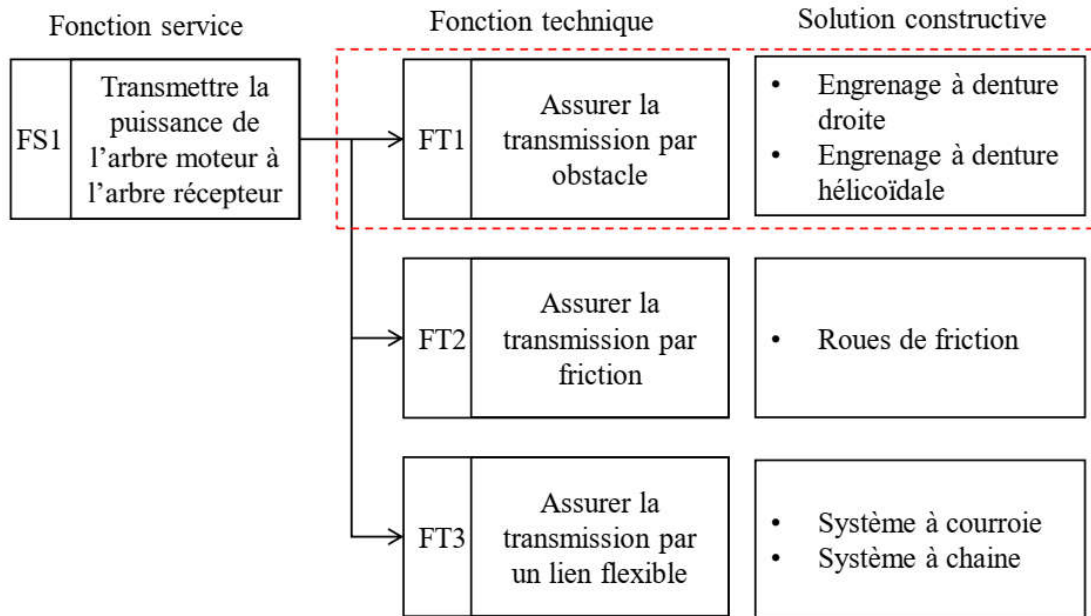 Fonction service
Fonction technique
Solution constructive
FS1
Transmettre la
puissance de
l'arbre moteur à
l'arbre récepteur
FT1
Assurer la
transmission par
obstacle
• Engrenage à denture
droite
• Engrenage à denture
hélicoïdale
FT2
Assurer la
transmission par
friction
• Roues de friction
FT3
Assurer la
transmission par
un lien flexible
• Système à courroie
• Système à chaine